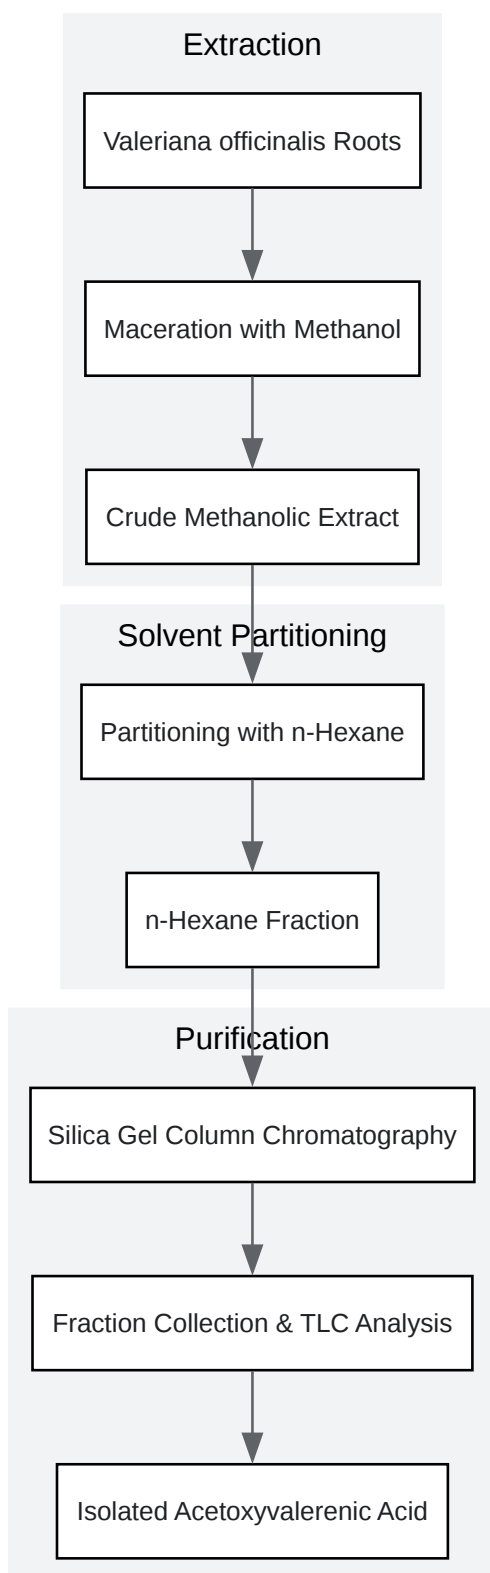 Extraction
Valeriana officinalis Roots
Maceration with Methanol
Crude Methanolic Extract
Solvent Partitioning
Partitioning with n-Hexane
n-Hexane Fraction
Purification
Silica Gel Column Chromatography
Fraction Collection & TLC Analysis
Isolated Acetoxyvalerenic Acid